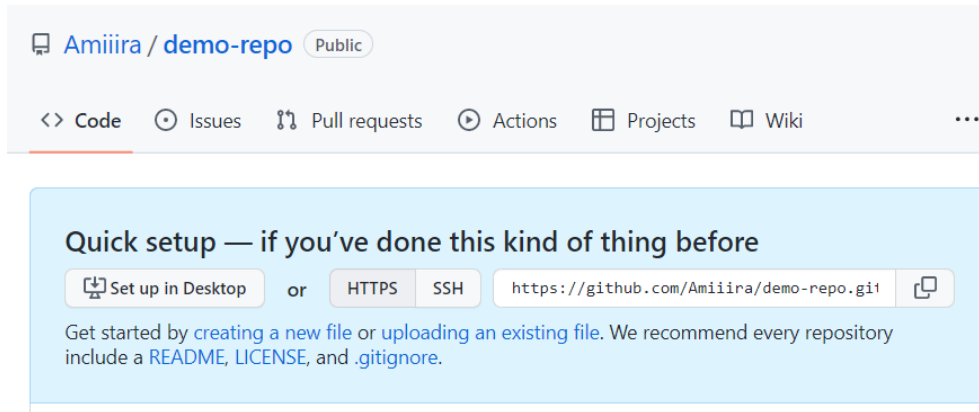 Amiiira / demo-repo Public
<> Code Issues Pull requests Actions Projects Wiki ...
Quick setup — if you’ve done this kind of thing before
Set up in Desktop or HTTPS SSH https://github.com/Amiiira/demo-repo.git
Get started by creating a new file or uploading an existing file. We recommend every repository
include a README, LICENSE, and .gitignore.